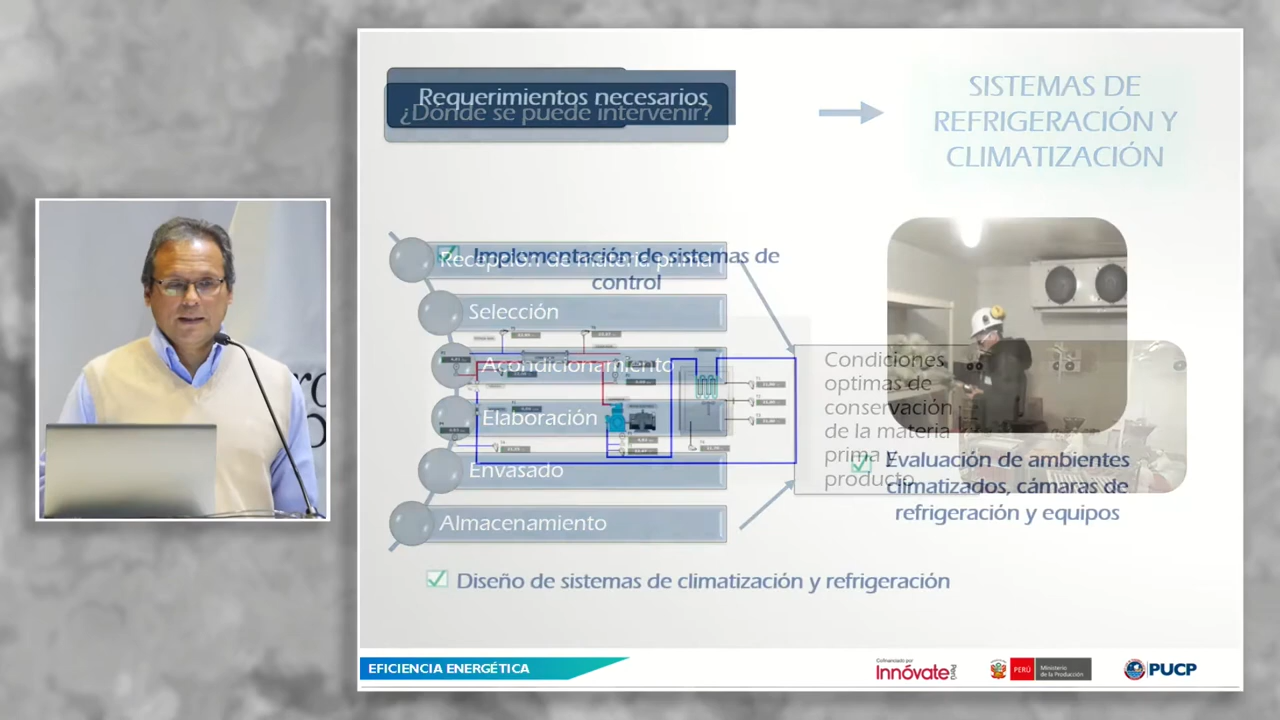 Requerimientos necesarios
¿Dónde se puede intervenir?
SISTEMAS DE
REFRIGERACIÓN Y
CLIMATIZACIÓN
Implementación de sistemas de
control
Recepción de materia prima
Selección
Acondicionamiento
Elaboración
Envasado
Almacenamiento
Condiciones
optimas de
conservación
de la materia
prima y
producto
Evaluación de ambientes
climatizados, cámaras de
refrigeración y equipos
Diseño de sistemas de climatización y refrigeración
EFICIENCIA ENERGÉTICA
Cofinanciado por
Innóvate Perú
PERÚ
Ministerio
de la Producción
PUCP